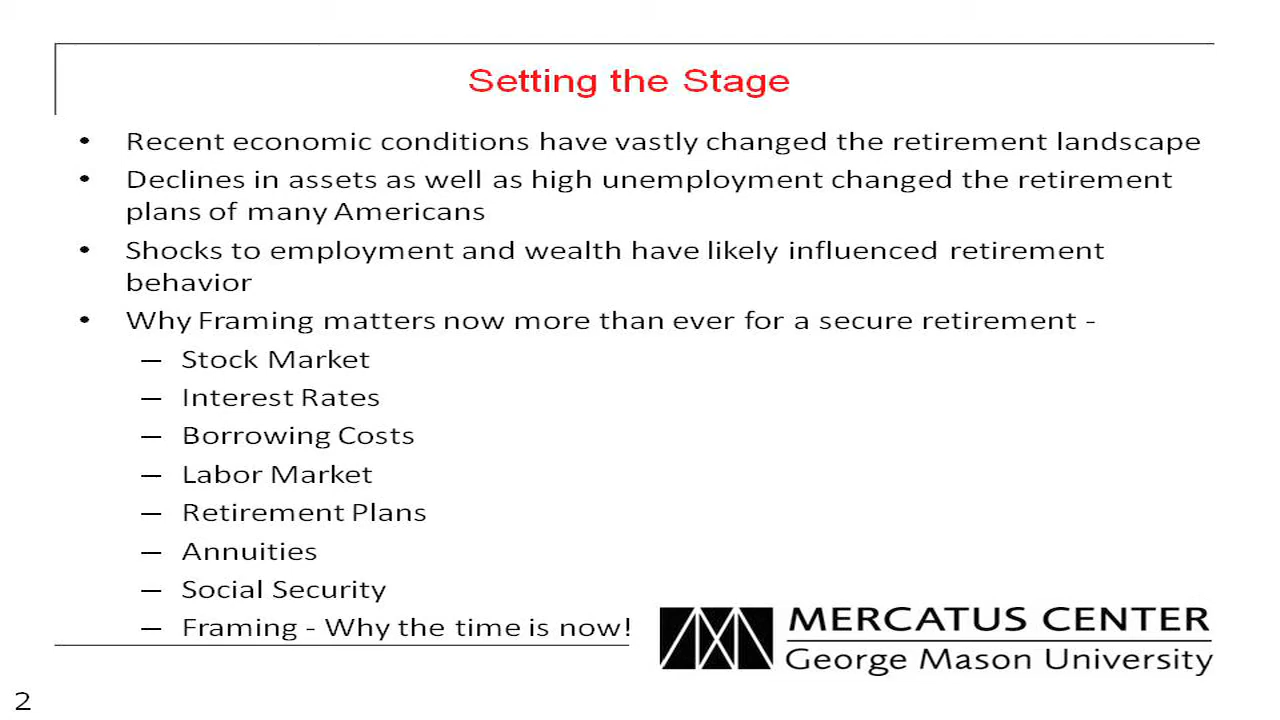 Setting the Stage
• Recent economic conditions have vastly changed the retirement landscape
• Declines in assets as well as high unemployment changed the retirement
plans of many Americans
• Shocks to employment and wealth have likely influenced retirement
behavior
• Why Framing matters now more than ever for a secure retirement -
– Stock Market
– Interest Rates
– Borrowing Costs
– Labor Market
– Retirement Plans
– Annuities
– Social Security
– Framing - Why the time is now!
MERCATUS CENTER
George Mason University
2